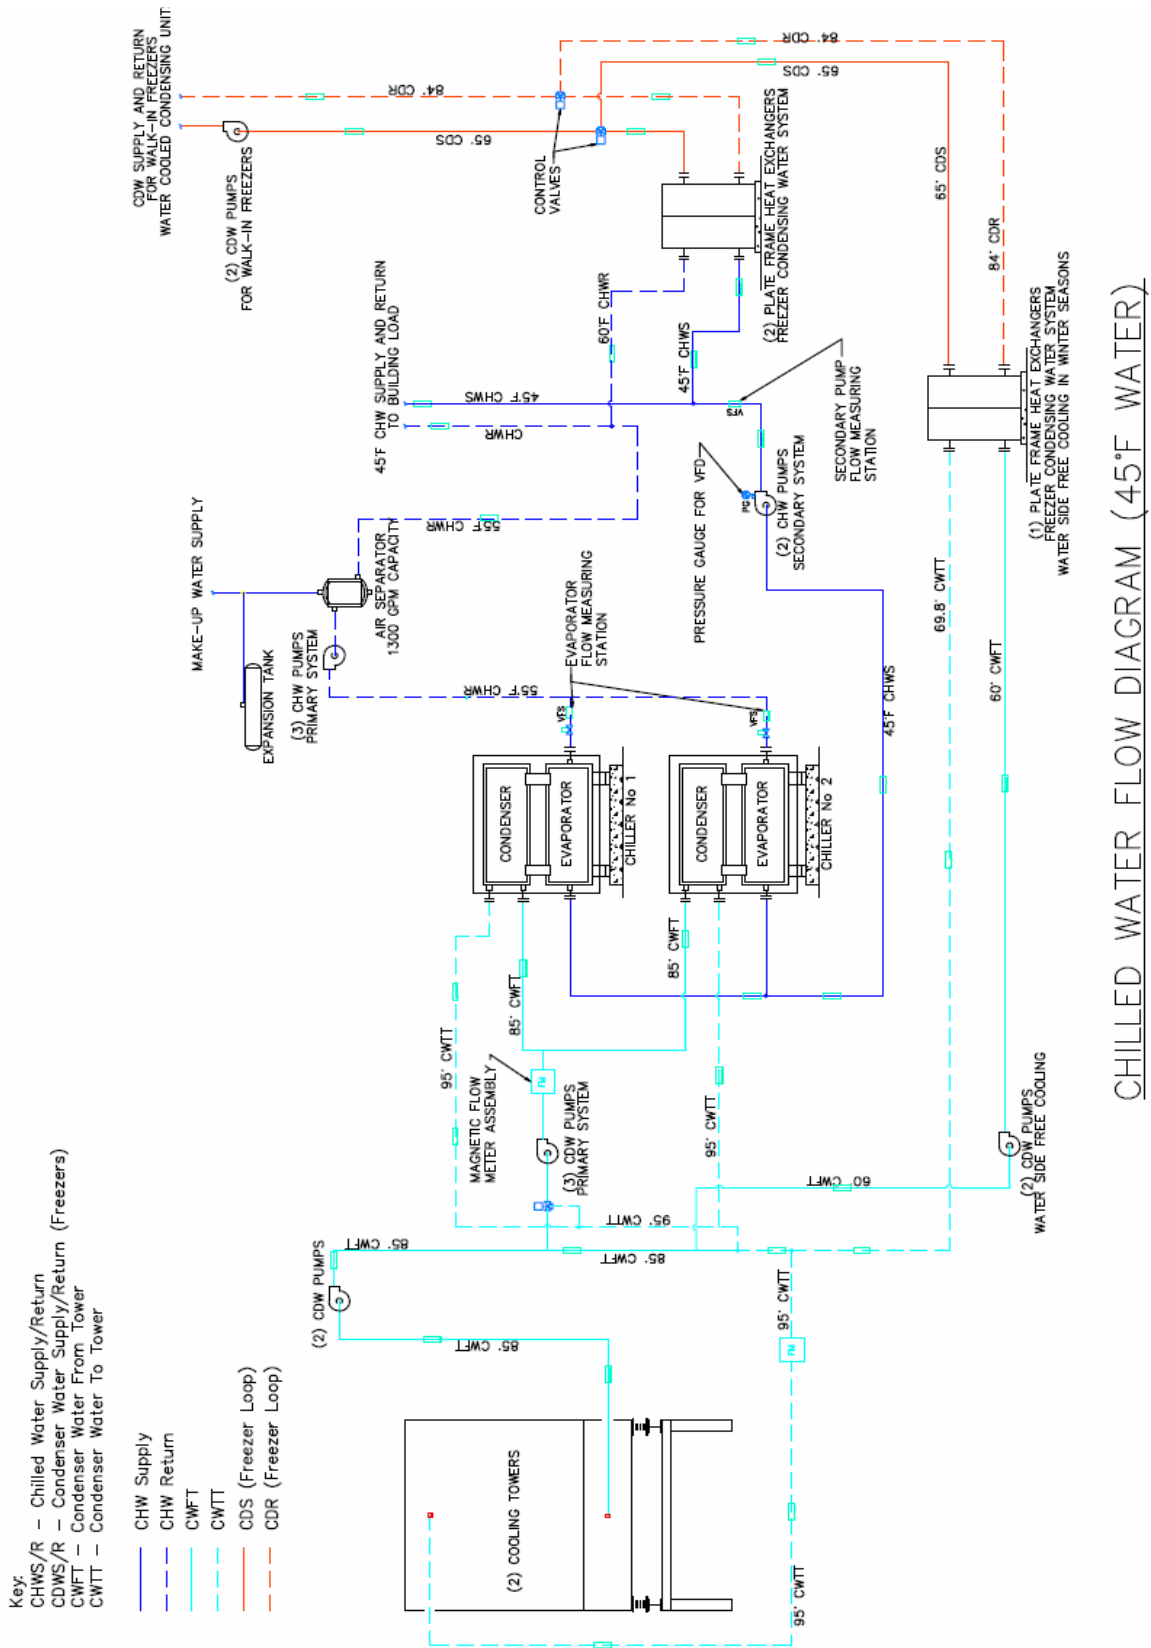 Key:
CHWS/R – Chilled Water Supply/Return
CDWS/R – Condenser Water Supply/Return (Freezers)
CWFT – Condenser Water From Tower
CWTT – Condenser Water To Tower
CHW Supply
CHW Return
CWFT
CWTT
CDS (Freezer Loop)
CDR (Freezer Loop)
(2) COOLING TOWERS
95° CWTT
95° CWTT
FM
85° CWFT
(2) CDW PUMPS
85° CWFT
85° CWFT
95° CWTT
(3) CDW PUMPS
PRIMARY SYSTEM
MAGNETIC FLOW
METER ASSEMBLY
FM
95° CWTT
85° CWFT
85° CWFT
95° CWTT
60° CWFT
(2) CDW PUMPS
WATER SIDE FREE COOLING
CONDENSER
EVAPORATOR
CHILLER No 1
CONDENSER
EVAPORATOR
CHILLER No 2
VFS
VFS
EVAPORATOR
FLOW MEASURING
STATION
55°F CHWR
45°F CHWS
EXPANSION TANK
MAKE-UP WATER SUPPLY
(3) CHW PUMPS
PRIMARY SYSTEM
AIR SEPARATOR
1300 GPM CAPACITY
55°F CHWR
PRESSURE GAUGE FOR VFD
PG
(2) CHW PUMPS
SECONDARY SYSTEM
SECONDARY PUMP
FLOW MEASURING
STATION
VFS
45°F CHW SUPPLY AND RETURN
TO BUILDING LOAD
CHWR
45°F CHWS
45°F CHWS
60°F CHWR
(2) PLATE FRAME HEAT EXCHANGERS
FREEZER CONDENSING WATER SYSTEM
CONTROL
VALVES
(2) CDW PUMPS
FOR WALK-IN FREEZERS
CDW SUPPLY AND RETURN
FOR WALK-IN FREEZERS
WATER COOLED CONDENSING UNIT
84° CDR
65° CDS
84° CDR
65° CDS
65° CDS
84° CDR
69.8° CWTT
60° CWFT
(1) PLATE FRAME HEAT EXCHANGERS
FREEZER CONDENSING WATER SYSTEM
WATER SIDE FREE COOLING IN WINTER SEASONS
CHILLED WATER FLOW DIAGRAM (45°F WATER)